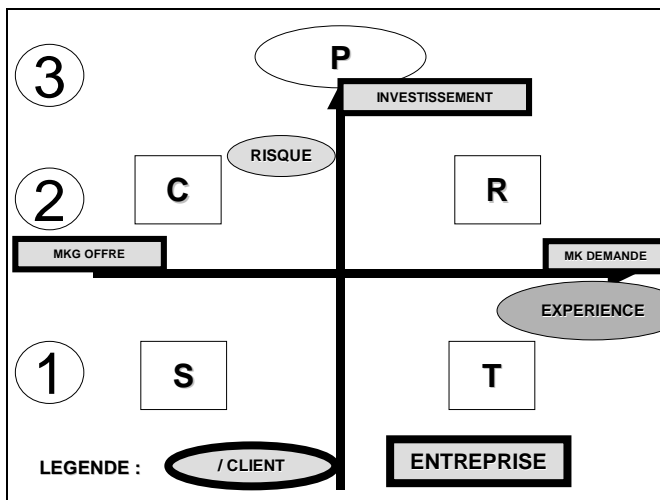 3
P
INVESTISSEMENT
RISQUE
C
R
2
MKG OFFRE
MK DEMANDE
EXPERIENCE
1
S
T
LEGENDE :
/ CLIENT
ENTREPRISE